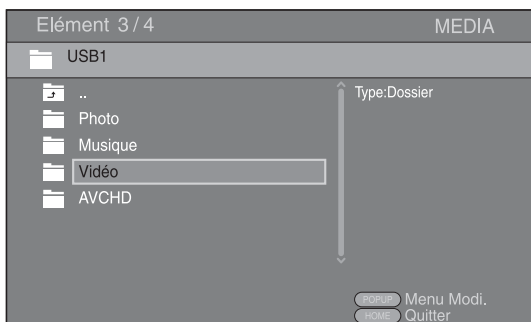 Elément 3 / 4
MEDIA
USB1
..
Photo
Musique
Vidéo
AVCHD
Type:Dossier
POPUP Menu Modi.
HOME Quitter